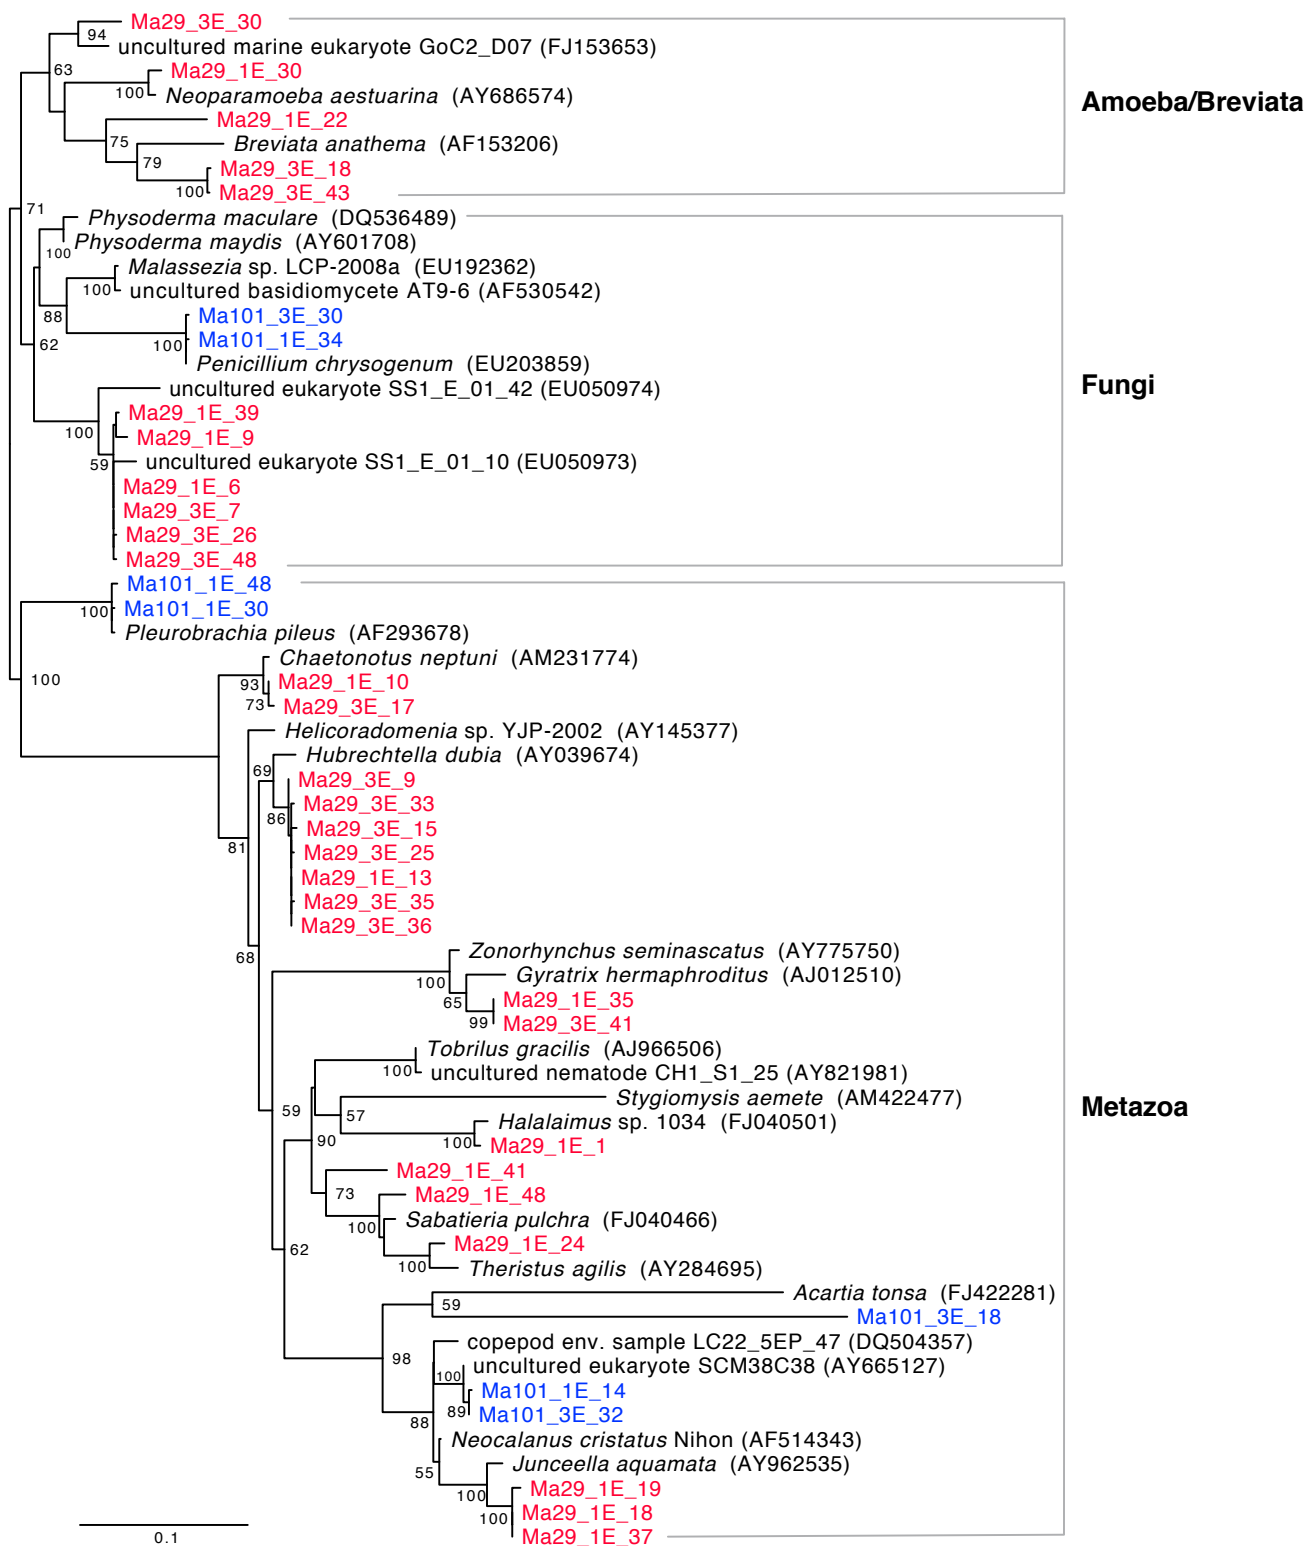 Ma29_3E_30
94
uncultured marine eukaryote GoC2_D07 (FJ153653)
63
Ma29_1E_30
100
Neoparamoeba aestuarina (AY686574)
Amoeba/Breviata
Ma29_1E_22
75
Breviata anathema (AF153206)
79
Ma29_3E_18
100
Ma29_3E_43
71
Physoderma maculare (DQ536489)
100
Physoderma maydis (AY601708)
Malassezia sp. LCP-2008a (EU192362)
100
uncultured basidiomycete AT9-6 (AF530542)
88
Ma101_3E_30
62
100
Ma101_1E_34
Penicillium chrysogenum (EU203859)
Fungi
uncultured eukaryote SS1_E_01_42 (EU050974)
Ma29_1E_39
100
Ma29_1E_9
59
uncultured eukaryote SS1_E_01_10 (EU050973)
Ma29_1E_6
Ma29_3E_7
Ma29_3E_26
Ma29_3E_48
Ma101_1E_48
100
Ma101_1E_30
Pleurobrachia pileus (AF293678)
Chaetonotus neptuni (AM231774)
100
93
Ma29_1E_10
73
Ma29_3E_17
Helicoradomenia sp. YJP-2002 (AY145377)
Hubrechtella dubia (AY039674)
69
Ma29_3E_9
Ma29_3E_33
86
Ma29_3E_15
81
Ma29_3E_25
Ma29_1E_13
Ma29_3E_35
Ma29_3E_36
68
Zonorhynchus seminascatus (AY775750)
100
Gyratrix hermaphroditus (AJ012510)
65
Ma29_1E_35
99
Ma29_3E_41
Tobrilus gracilis (AJ966506)
100
uncultured nematode CH1_S1_25 (AY821981)
Stygiomysis aemete (AM422477)
Metazoa
59
57
Halalaimus sp. 1034 (FJ040501)
90
100
Ma29_1E_1
Ma29_1E_41
73
Ma29_1E_48
100
Sabatieria pulchra (FJ040466)
62
Ma29_1E_24
100
Theristus agilis (AY284695)
Acartia tonsa (FJ422281)
59
Ma101_3E_18
copepod env. sample LC22_5EP_47 (DQ504357)
98
uncultured eukaryote SCM38C38 (AY665127)
100
Ma101_1E_14
89
Ma101_3E_32
88
Neocalanus cristatus Nihon (AF514343)
55
Junceella aquamata (AY962535)
100
Ma29_1E_19
100
Ma29_1E_18
Ma29_1E_37
0.1